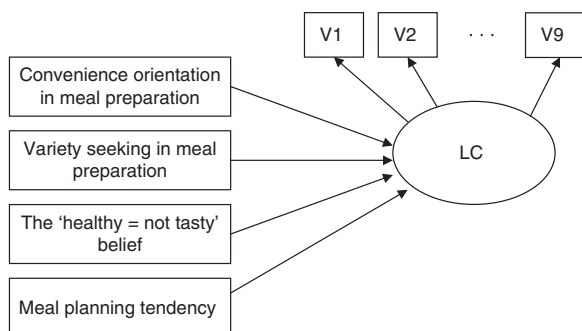 V1
V2
. . .
V9
Convenience orientation
in meal preparation
Variety seeking in meal
preparation
LC
The ‘healthy = not tasty’
belief
Meal planning tendency